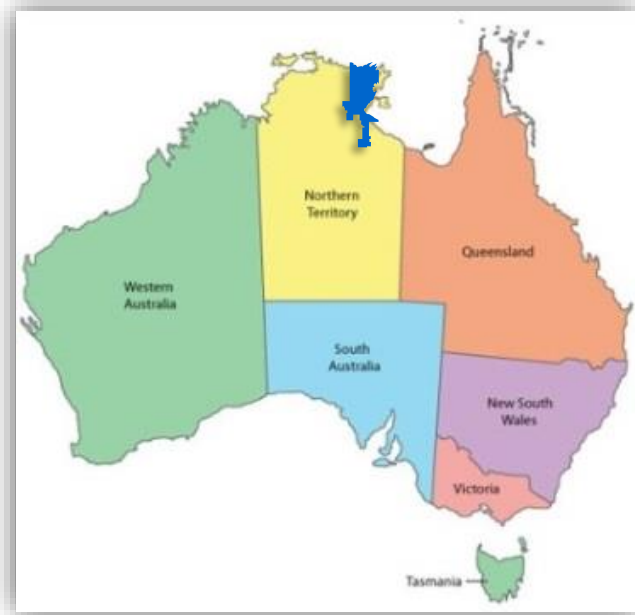 Northern
Territory
Queensland
Western
Australia
South
Australia
New South
Wales
Victoria
Tasmania